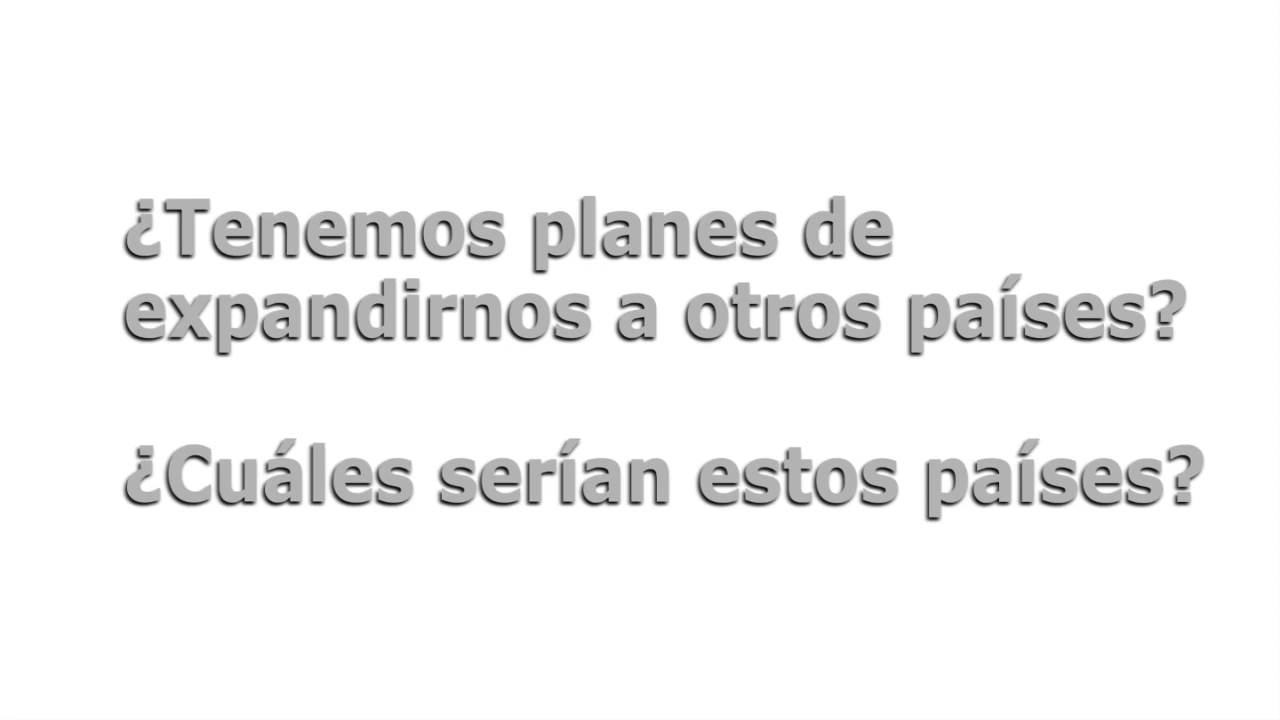 ¿Tenemos planes de
expandirnos a otros países?
¿Cuáles serían estos países?